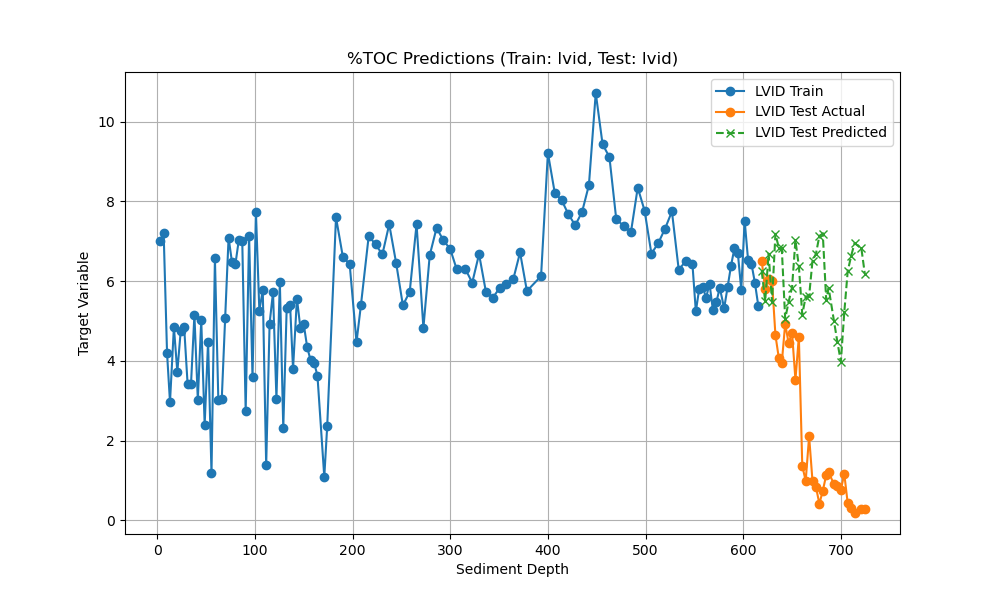 %TOC Predictions (Train: lvid, Test: lvid)
LVID Train
LVID Test Actual
LVID Test Predicted
Target Variable
10
8
6
4
2
0
0 100 200 300 400 500 600 700
Sediment Depth